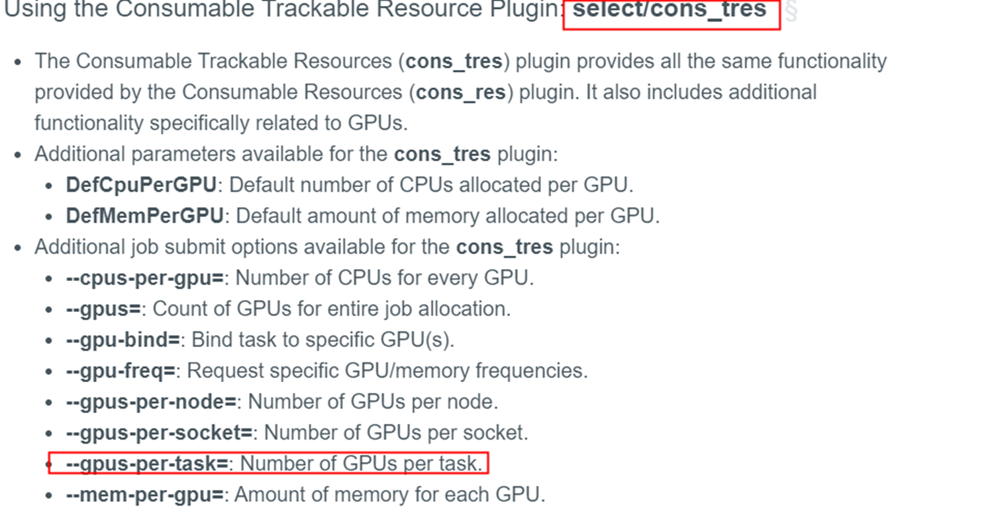 Using the Consumable Trackable Resource Plugin: select/cons_tres §
• The Consumable Trackable Resources (cons_tres) plugin provides all the same functionality
provided by the Consumable Resources (cons_res) plugin. It also includes additional
functionality specifically related to GPUs.
• Additional parameters available for the cons_tres plugin:
• DefCpuPerGPU: Default number of CPUs allocated per GPU.
• DefMemPerGPU: Default amount of memory allocated per GPU.
• Additional job submit options available for the cons_tres plugin:
• --cpus-per-gpu=: Number of CPUs for every GPU.
• --gpus=: Count of GPUs for entire job allocation.
• --gpu-bind=: Bind task to specific GPU(s).
• --gpu-freq=: Request specific GPU/memory frequencies.
• --gpus-per-node=: Number of GPUs per node.
• --gpus-per-socket=: Number of GPUs per socket.
• --gpus-per-task=: Number of GPUs per task.
• --mem-per-gpu=: Amount of memory for each GPU.